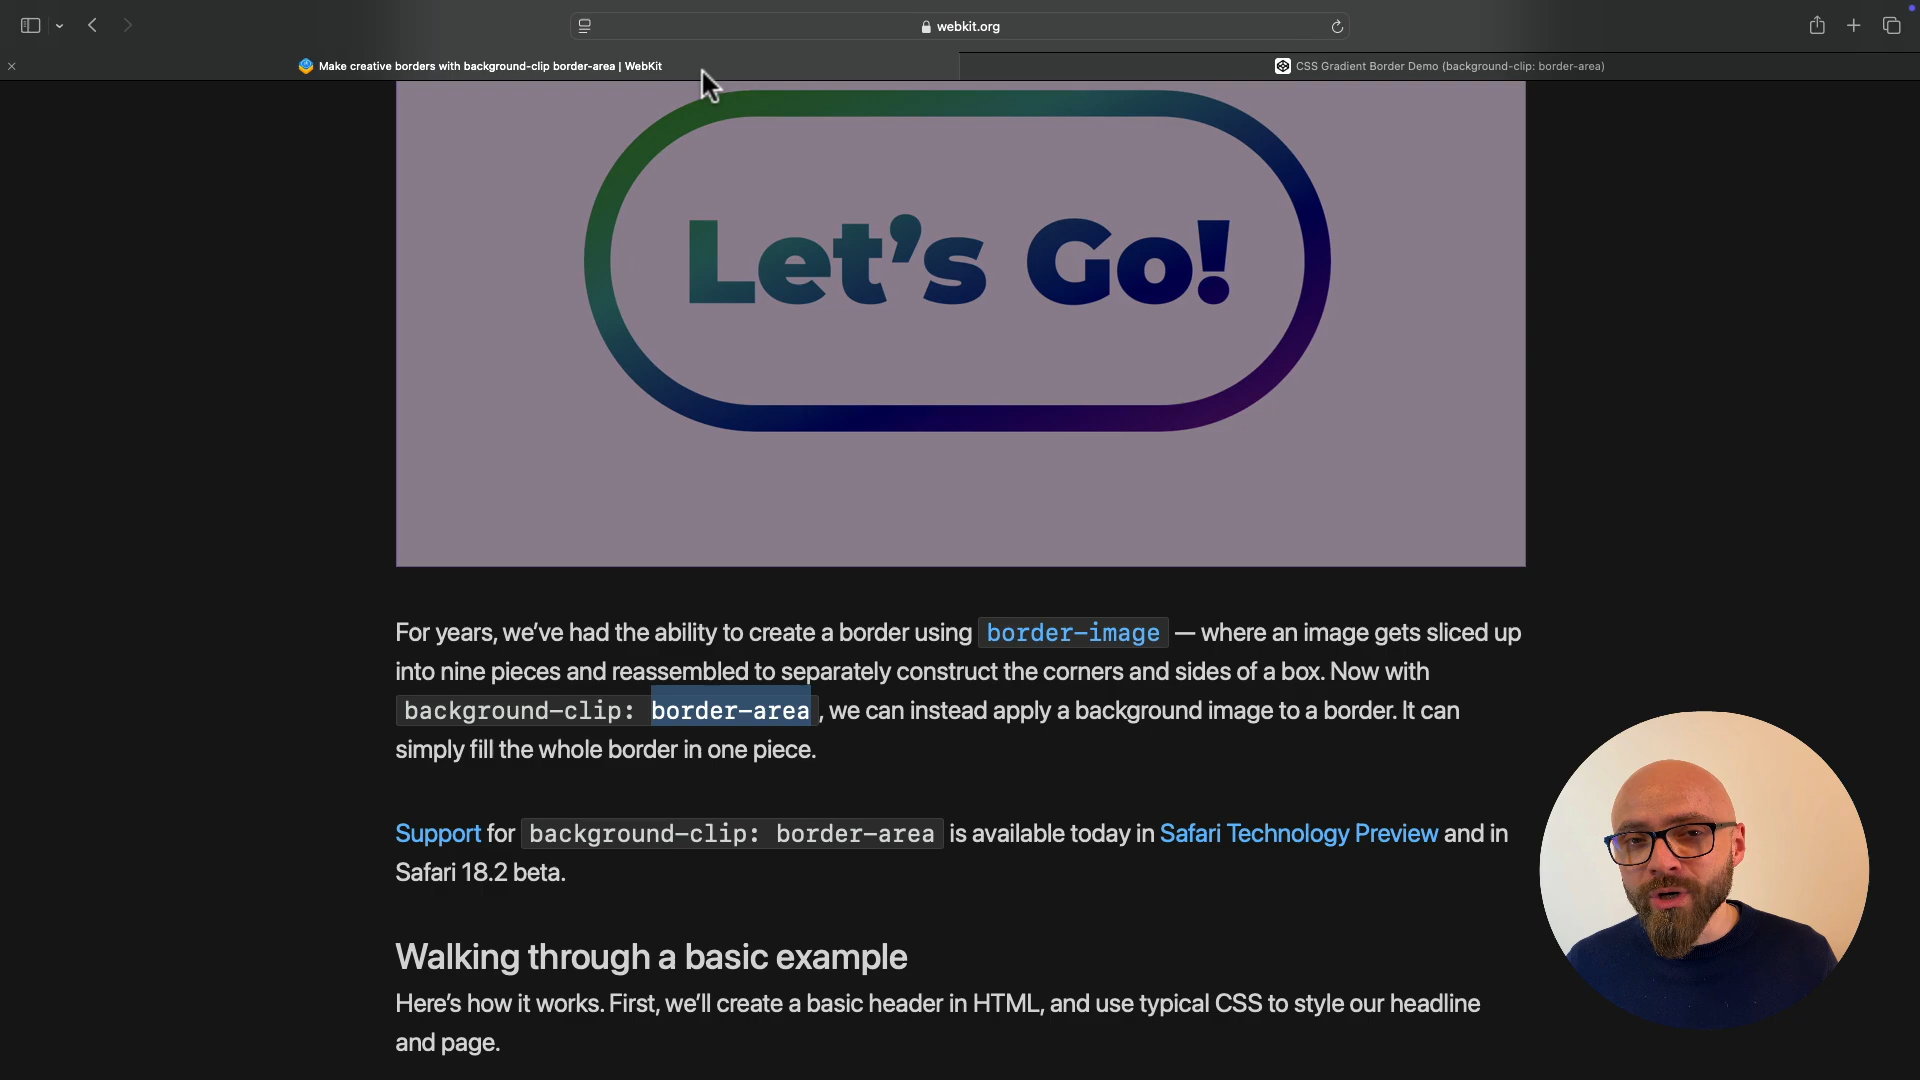 webkit.org
Make creative borders with background-clip border-area | WebKit
CSS Gradient Border Demo (background-clip: border-area)
Let’s Go!
For years, we’ve had the ability to create a border using border-image — where an image gets sliced up
into nine pieces and reassembled to separately construct the corners and sides of a box. Now with
background-clip: border-area, we can instead apply a background image to a border. It can
simply fill the whole border in one piece.
Support for background-clip: border-area is available today in Safari Technology Preview and in
Safari 18.2 beta.
Walking through a basic example
Here’s how it works. First, we’ll create a basic header in HTML, and use typical CSS to style our headline
and page.